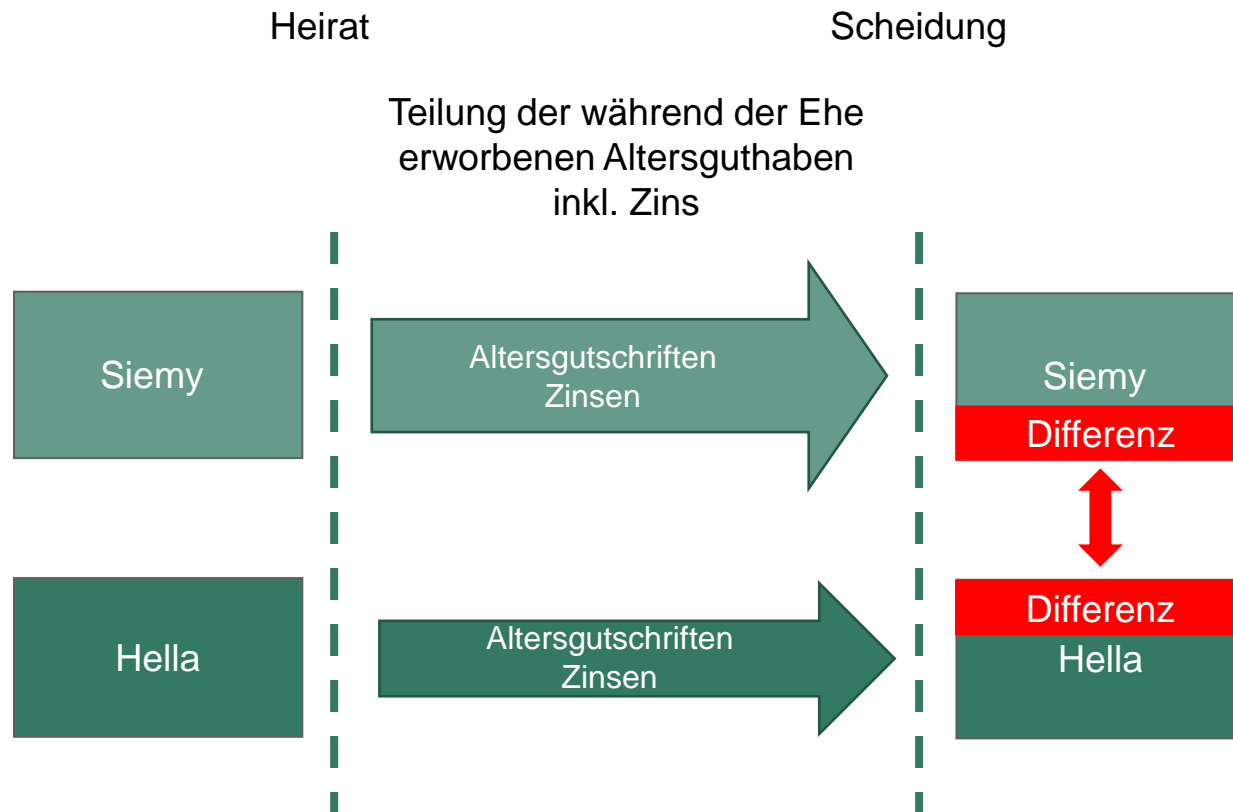 Heirat
Scheidung
Teilung der während der Ehe
erworbenen Altersguthaben
inkl. Zins
Siemy
Altersgutschriften
Zinsen
Siemy
Differenz
Hella
Altersgutschriften
Zinsen
Differenz
Hella